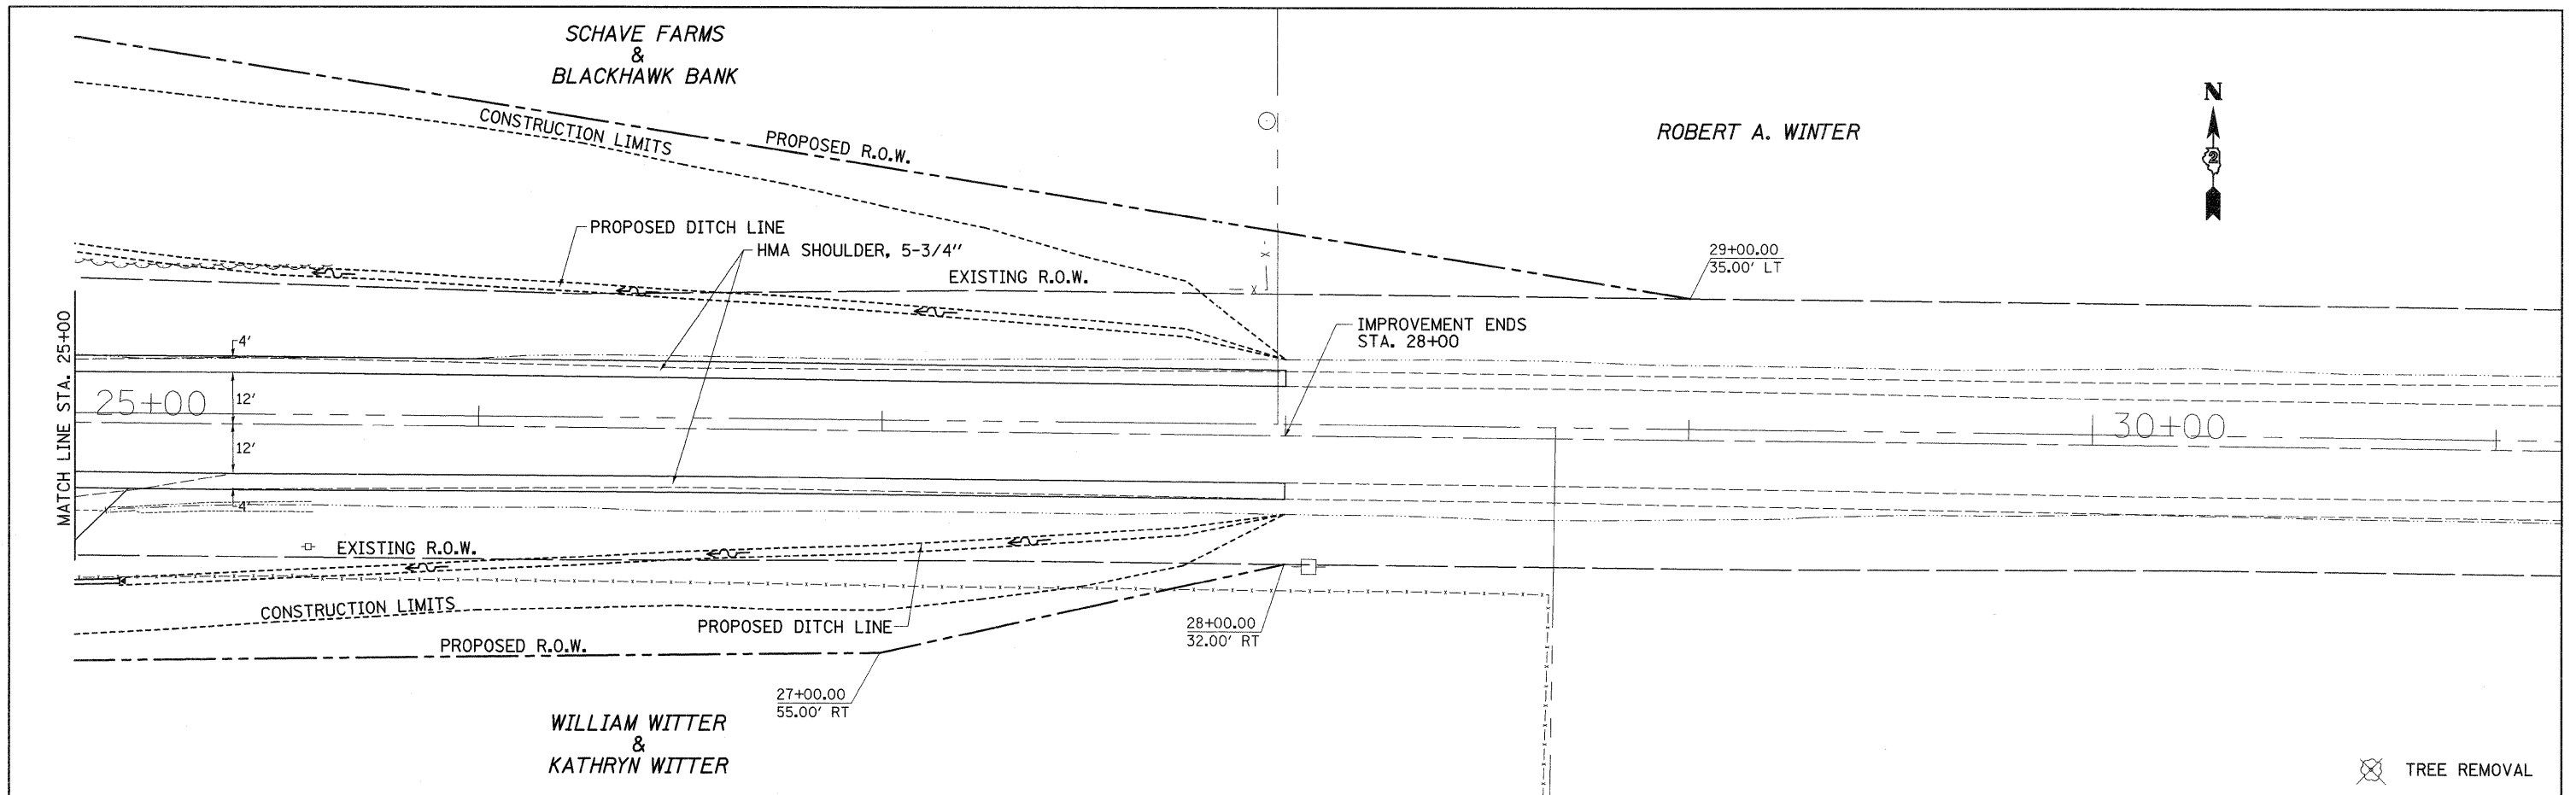 SCHAVE FARMS
&
BLACKHAWK BANK
ROBERT A. WINTER
N
2
CONSTRUCTION LIMITS
PROPOSED R.O.W.
PROPOSED DITCH LINE
HMA SHOULDER, 5-3/4"
EXISTING R.O.W.
29+00.00
35.00' LT
IMPROVEMENT ENDS
STA. 28+00
MATCH LINE STA. 25+00
4'
12'
25+00
30+00
12'
4'
EXISTING R.O.W.
CONSTRUCTION LIMITS
PROPOSED DITCH LINE
28+00.00
32.00' RT
PROPOSED R.O.W.
27+00.00
55.00' RT
WILLIAM WITTER
&
KATHRYN WITTER
TREE REMOVAL